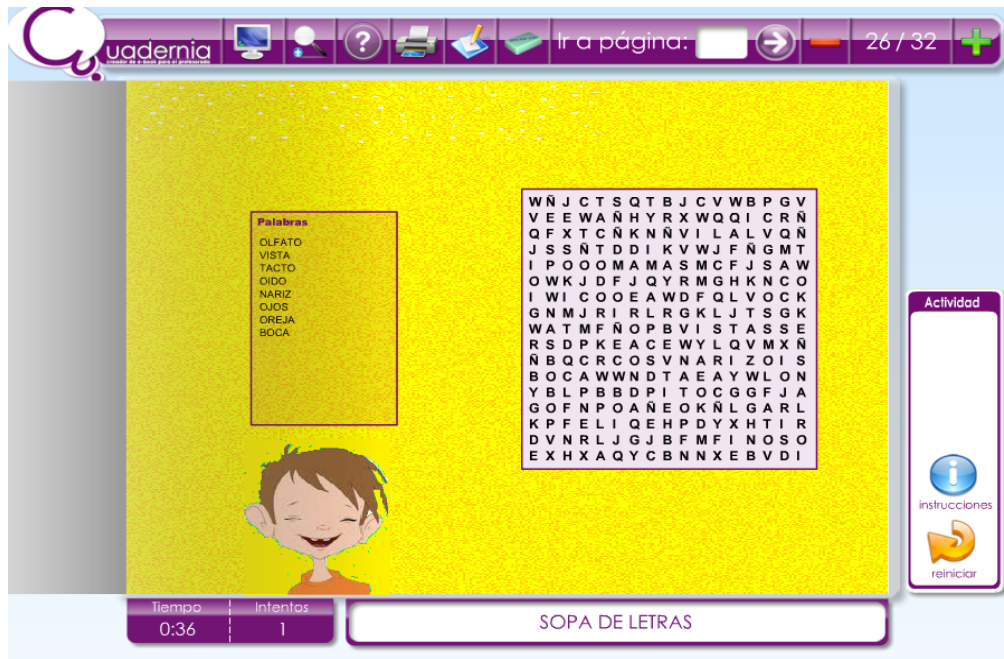 Quadernia
creador de e-book para el profesorado
Ir a página:
26 / 32
Palabras
OLFATO
VISTA
TACTO
OIDO
NARIZ
OJOS
OREJA
BOCA
W Ñ J C T S Q T B J C V W B P G V
V E E W A Ñ H Y R X W Q Q I C R Ñ
Q F X T C Ñ K N Ñ V I L A L V Q Ñ
J S S Ñ T D D I K V W J F Ñ G M T
I P O O O M A M A S M C F J S A W
O W K J D F J Q Y R M G H K N C O
I W I C O O E A W D F Q L V O C K
G N M J R I R L R G K L J T S G K
W A T M F Ñ O P B V I S T A S S E
R S D P K E A C E W Y L Q V M X Ñ
Ñ B Q C R C O S V N A R I Z O I S
B O C A W W N D T A E A Y W L O N
Y B L P B B D P I T O C G G F J A
G O F N P O A Ñ E O K Ñ L G A R L
K P F E L I Q E H P D Y X H T I R
D V N R L J G J B F M F I N O S O
E X H X A Q Y C B N N X E B V D I
Actividad
instrucciones
reiniciar
Tiempo
0:36
Intentos
1
SOPA DE LETRAS